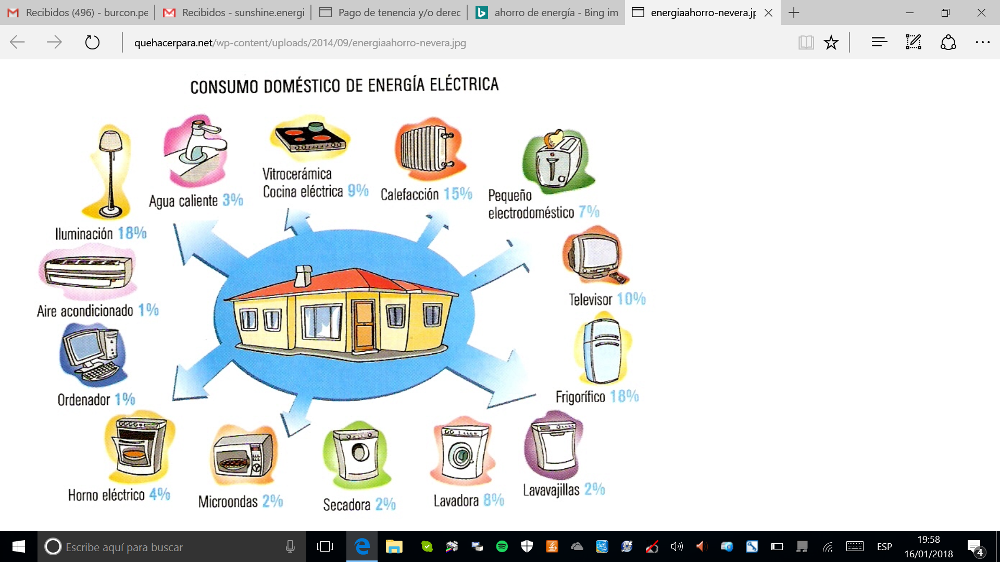 Recibidos (496) - burcon.pe
Recibidos - sunshine.energi
Pago de tenencia y/o derec
ahorro de energía - Bing im
energiaahorro-nevera.jp
quehacerpara.net/wp-content/uploads/2014/09/energiaahorro-nevera.jpg
CONSUMO DOMÉSTICO DE ENERGÍA ELÉCTRICA
Iluminación 18%
Agua caliente 3%
Vitrocerámica
Cocina eléctrica 9%
Calefacción 15%
Pequeño
electrodoméstico 7%
Aire acondicionado 1%
Televisor 10%
Ordenador 1%
Frigorífico 18%
Horno eléctrico 4%
Microondas 2%
Secadora 2%
Lavadora 8%
Lavavajillas 2%
Escribe aquí para buscar
ESP
19:58
16/01/2018
4